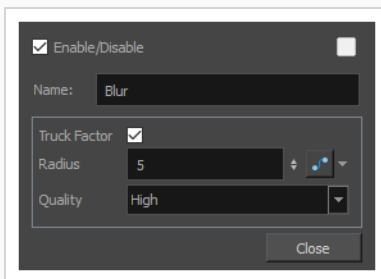 Enable/Disable
Name: Blur
Truck Factor
Radius 5
Quality High
Close